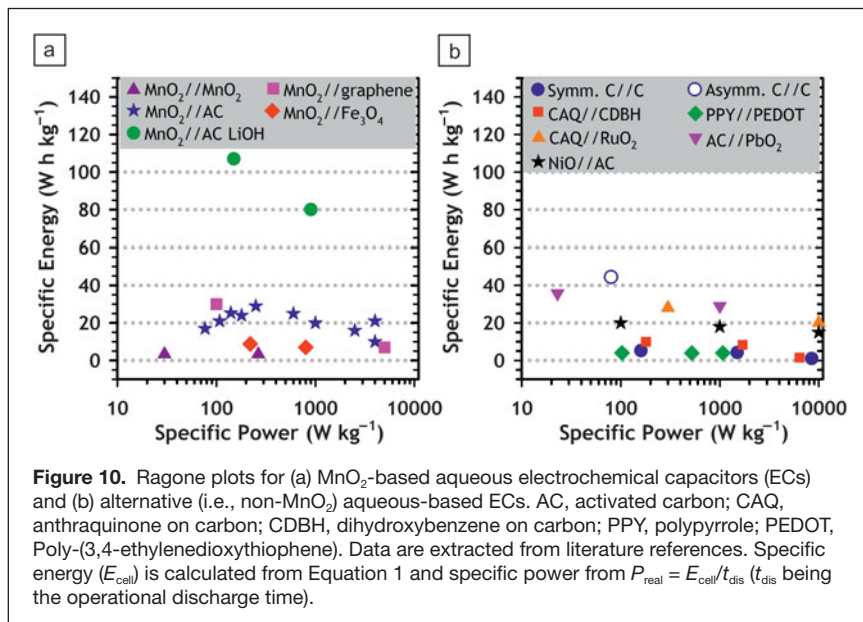 a
MnO₂//MnO₂
MnO₂//graphene
MnO₂//AC
MnO₂//Fe₃O₄
MnO₂//AC LiOH
Specific Energy (W h kg⁻¹)
140
120
100
80
60
40
20
0
10
100
1000
10000
Specific Power (W kg⁻¹)
b
Symm. C//C
Asymm. C//C
CAQ//CDBH
PPY//PEDOT
CAQ//RuO₂
AC//PbO₂
NiO//AC
Specific Energy (W h kg⁻¹)
140
120
100
80
60
40
20
0
10
100
1000
10000
Specific Power (W kg⁻¹)
Figure 10. Ragone plots for (a) MnO₂-based aqueous electrochemical capacitors (ECs)
and (b) alternative (i.e., non-MnO₂) aqueous-based ECs. AC, activated carbon; CAQ,
anthraquinone on carbon; CDBH, dihydroxybenzene on carbon; PPY, polypyrrole; PEDOT,
Poly-(3,4-ethylenedioxythiophene). Data are extracted from literature references. Specific
energy (E_cell) is calculated from Equation 1 and specific power from P_real = E_cell/t_dis (t_dis being
the operational discharge time).